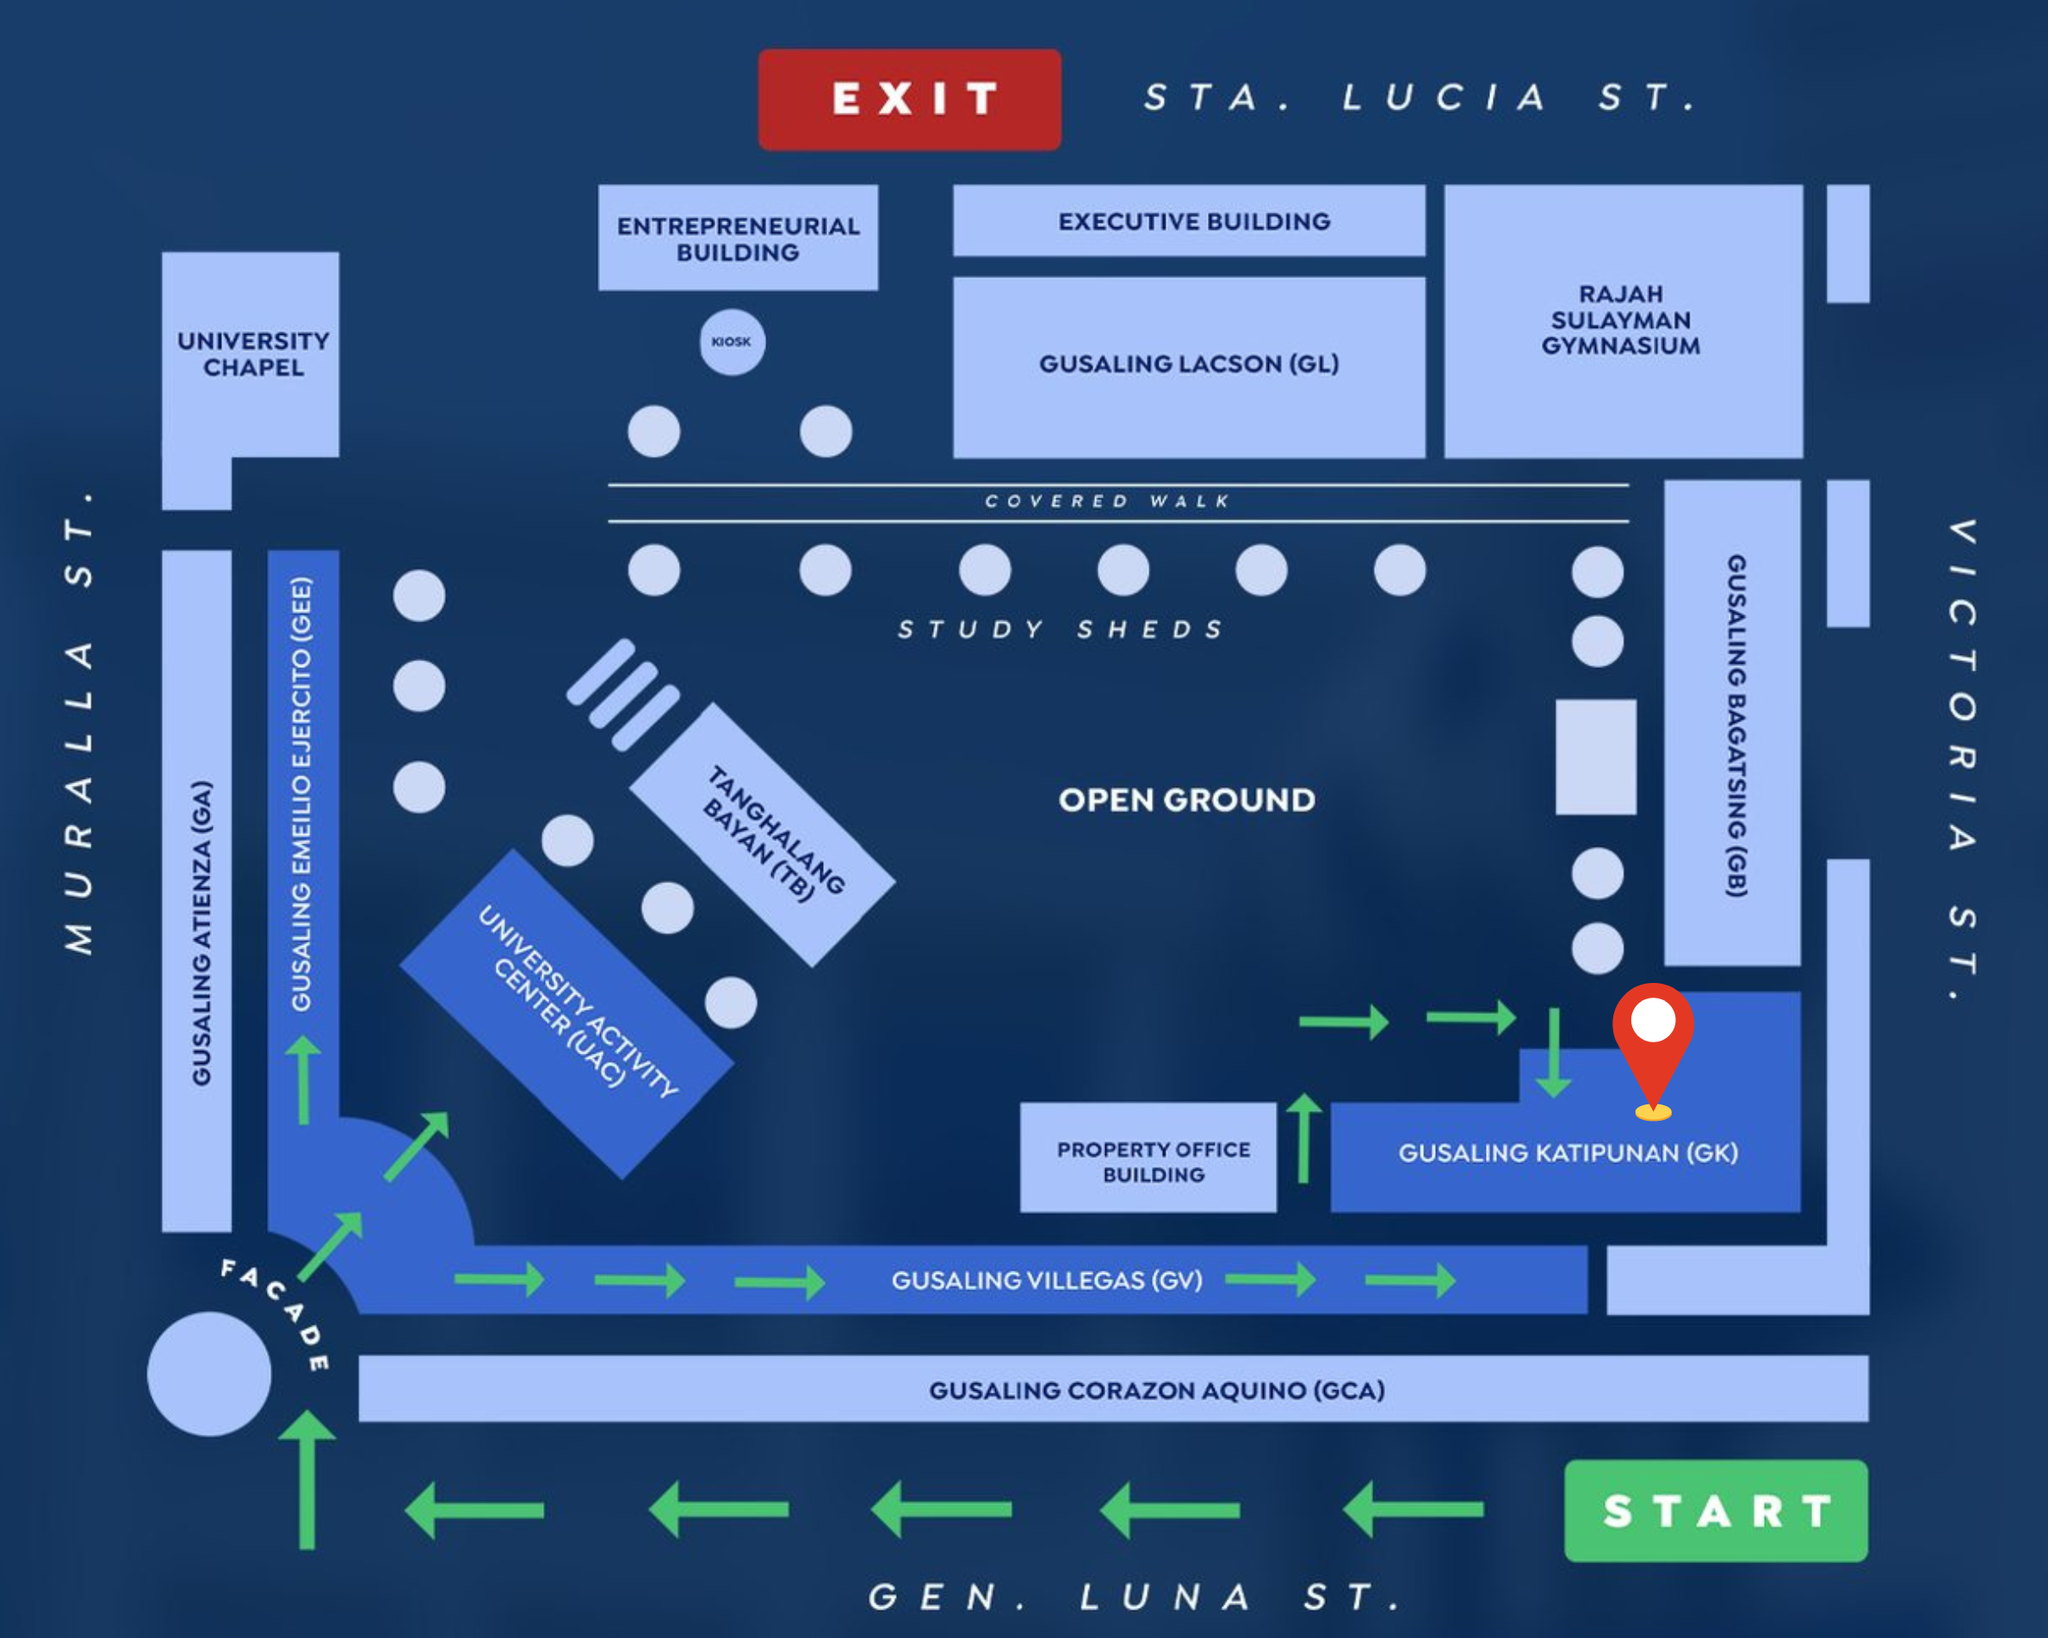 EXIT
STA. LUCIA ST.
ENTREPRENEURIAL
BUILDING
EXECUTIVE BUILDING
RAJAH
SULAYMAN
GYMNASIUM
UNIVERSITY
CHAPEL
KIOSK
GUSALING LACSON (GL)
COVERED WALK
STUDY SHEDS
MURALLA ST.
GUSALING ATIENZA (GA)
GUSALING EMEILIO EJERCITO (GEE)
TANGHALANG
BAYAN (TB)
OPEN GROUND
GUSALING BAGATSING (GB)
VICTORIA ST.
UNIVERSITY ACTIVITY
CENTER (UAC)
PROPERTY OFFICE
BUILDING
GUSALING KATIPUNAN (GK)
FACADE
GUSALING VILLEGAS (GV)
GUSALING CORAZON AQUINO (GCA)
START
GEN. LUNA ST.